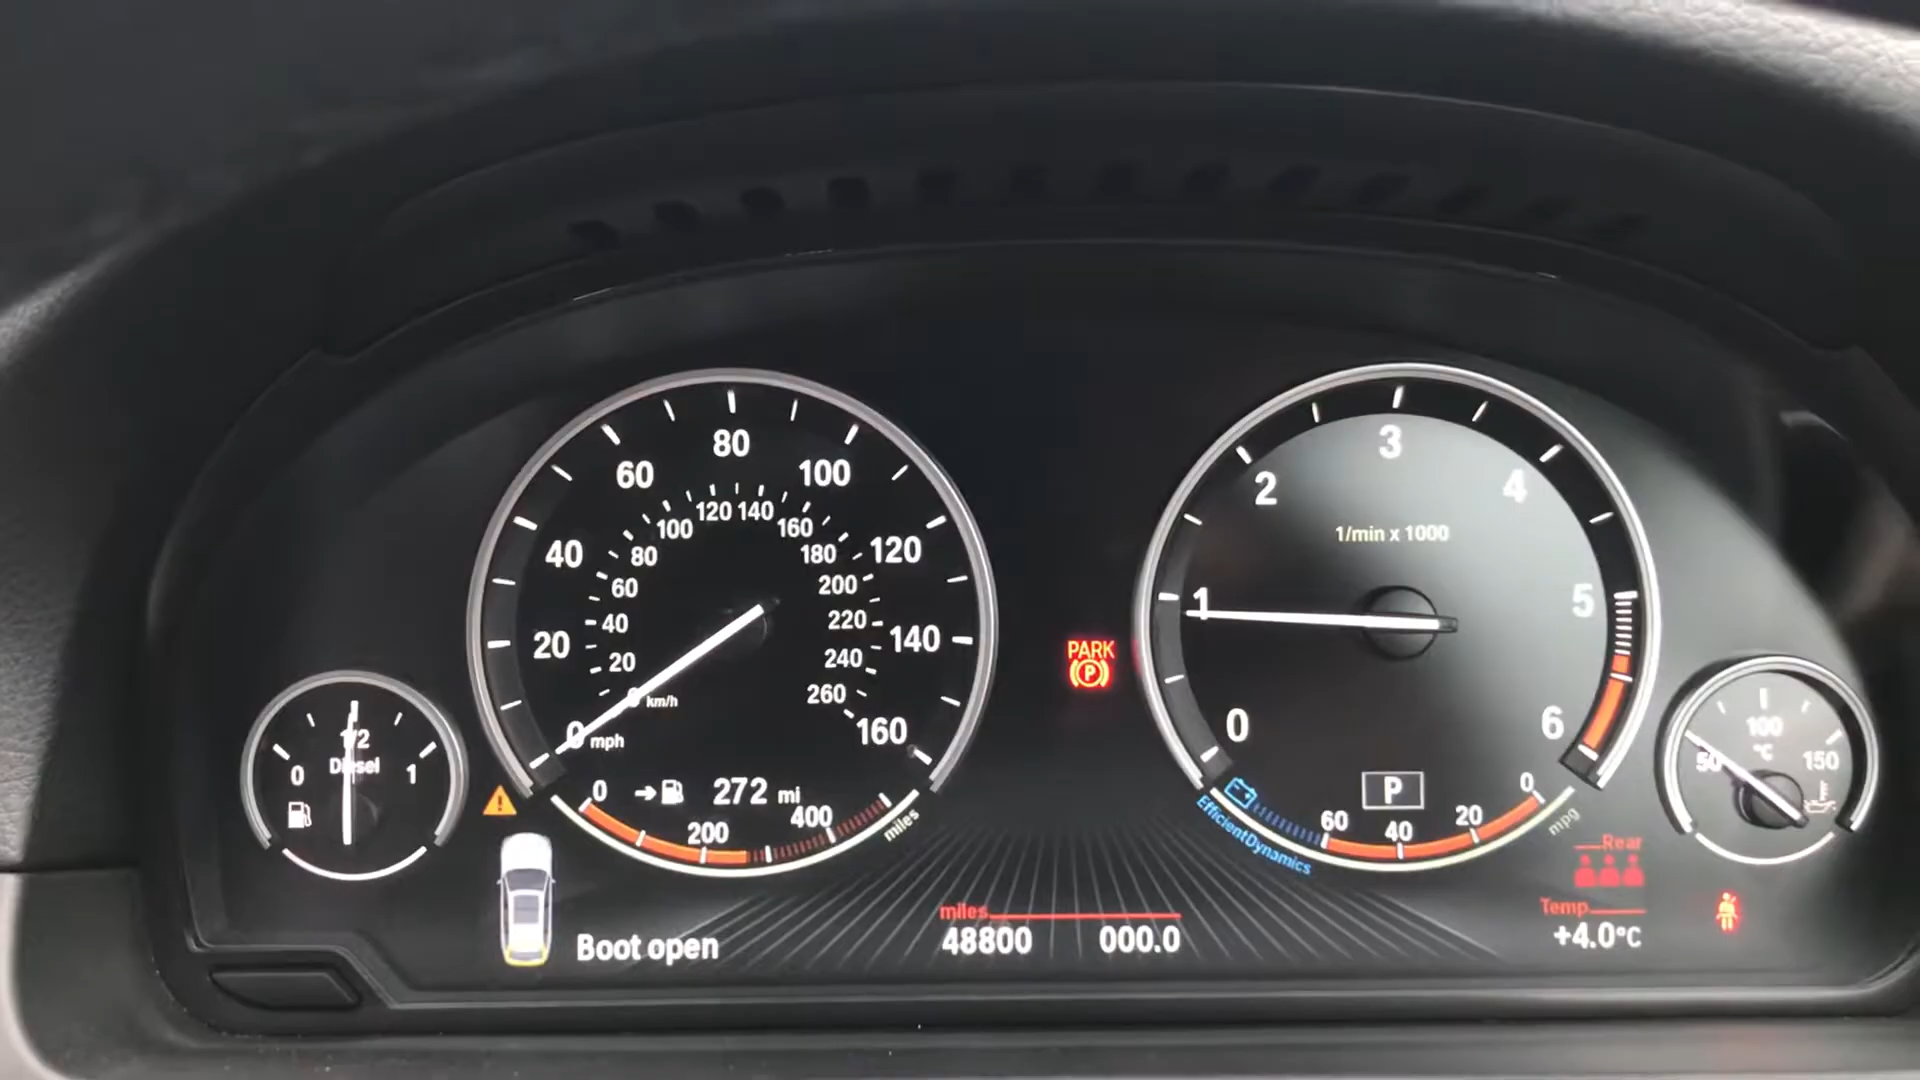 80
60
100
120 140
100
160
40
80
180
120
60
200
40
220
20
140
20
240
0
km/h
260
0
mph
160
0
272 mi
400
200
miles
1/2
Diesel
0
1
Boot open
PARK
P
miles
48800
000.0
3
2
4
1/min x 1000
1
5
0
6
P
0
60
20
40
mpg
EfficientDynamics
100
°C
50
150
Rear
Temp
+4.0°C